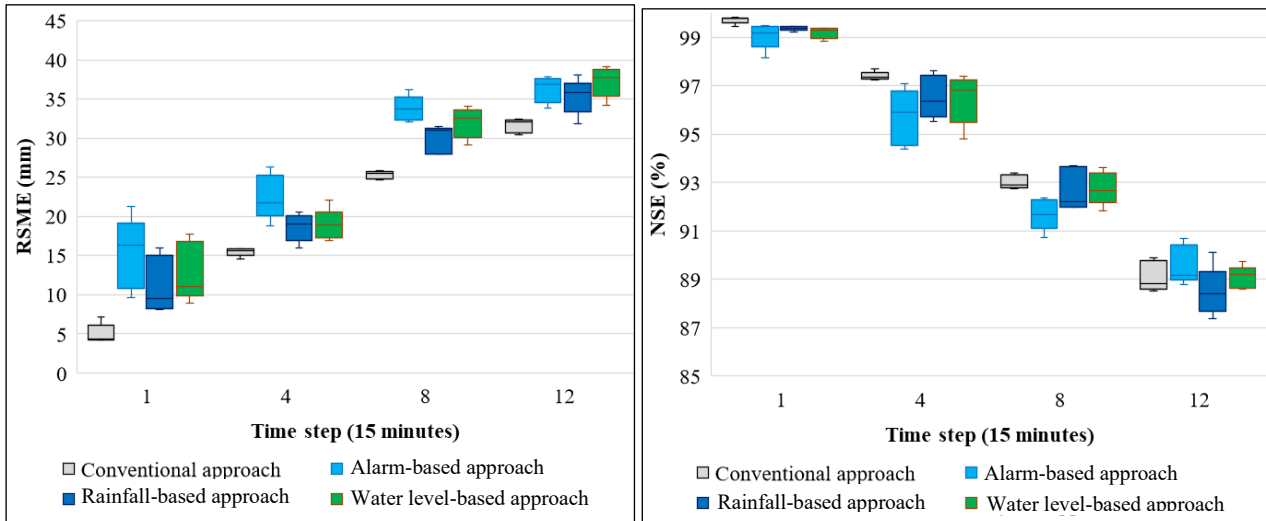 45
40
35
30
25
20
15
10
5
0
RSME (mm)
1 4 8 12
Time step (15 minutes)
Conventional approach Alarm-based approach
Rainfall-based approach Water level-based approach
99
97
95
93
91
89
87
85
NSE (%)
1 4 8 12
Time step (15 minutes)
Conventional approach Alarm-based approach
Rainfall-based approach Water level-based approach